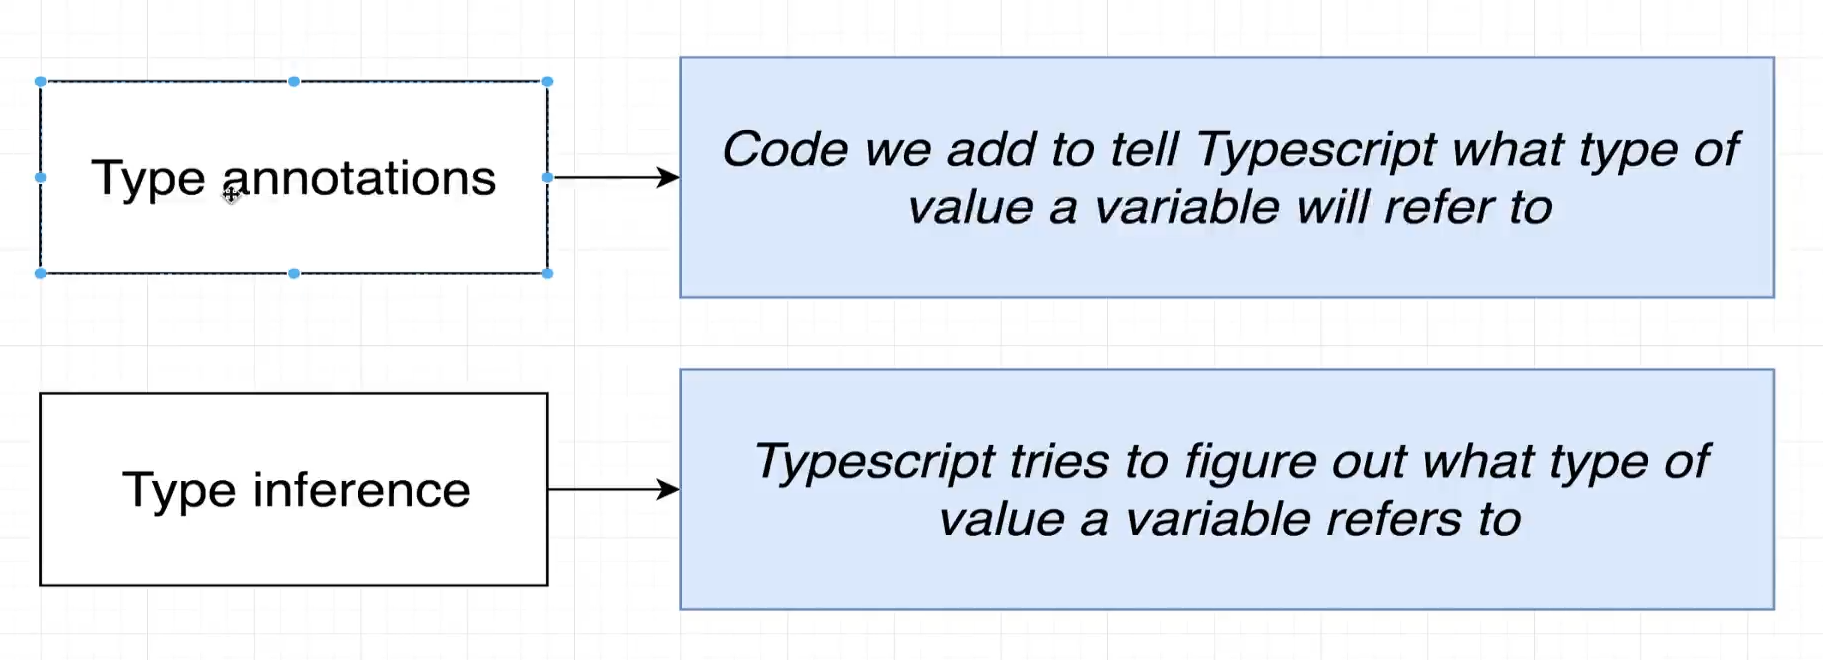 Type annotations
Code we add to tell Typescript what type of
value a variable will refer to
Type inference
Typescript tries to figure out what type of
value a variable refers to